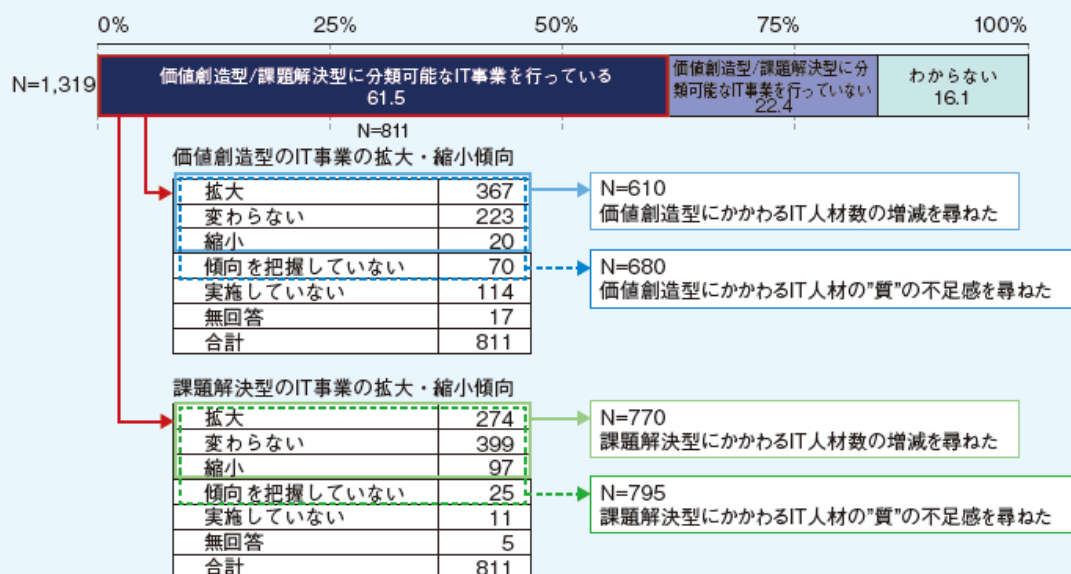 0% 25% 50% 75% 100%
N=1,319
価値創造型/課題解決型に分類可能なIT事業を行っている
61.5
価値創造型/課題解決型に分
類可能なIT事業を行っていない
22.4
わからない
16.1
N=811
価値創造型のIT事業の拡大・縮小傾向
拡大 367
変わらない 223
縮小 20
傾向を把握していない 70
実施していない 114
無回答 17
合計 811
N=610
価値創造型にかかわるIT人材数の増減を尋ねた
N=680
価値創造型にかかわるIT人材の”質”の不足感を尋ねた
課題解決型のIT事業の拡大・縮小傾向
拡大 274
変わらない 399
縮小 97
傾向を把握していない 25
実施していない 11
無回答 5
合計 811
N=770
課題解決型にかかわるIT人材数の増減を尋ねた
N=795
課題解決型にかかわるIT人材の”質”の不足感を尋ねた